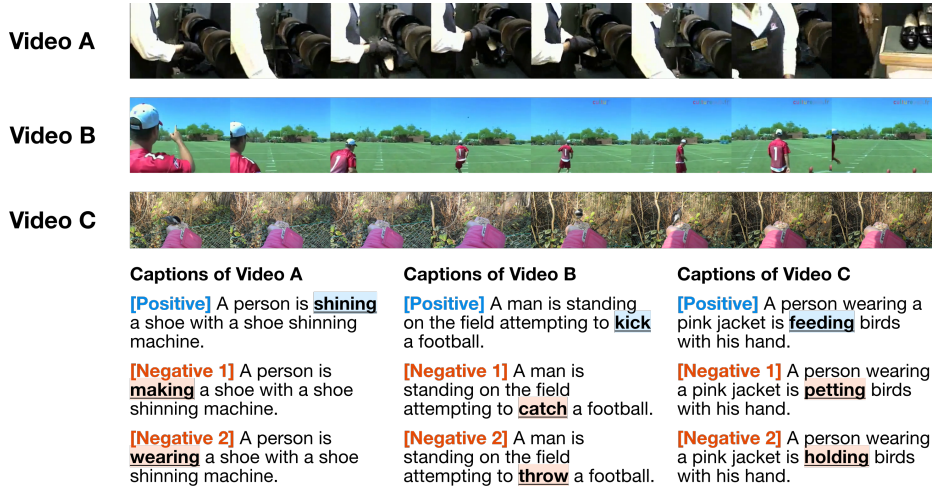 Video A
Video B
Video C
Captions of Video A
[Positive] A person is shining
a shoe with a shoe shinning
machine.
[Negative 1] A person is
making a shoe with a shoe
shinning machine.
[Negative 2] A person is
wearing a shoe with a shoe
shinning machine.
Captions of Video B
[Positive] A man is standing
on the field attempting to kick
a football.
[Negative 1] A man is
standing on the field
attempting to catch a football.
[Negative 2] A man is
standing on the field
attempting to throw a football.
Captions of Video C
[Positive] A person wearing a
pink jacket is feeding birds
with his hand.
[Negative 1] A person wearing
a pink jacket is petting birds
with his hand.
[Negative 2] A person wearing
a pink jacket is holding birds
with his hand.